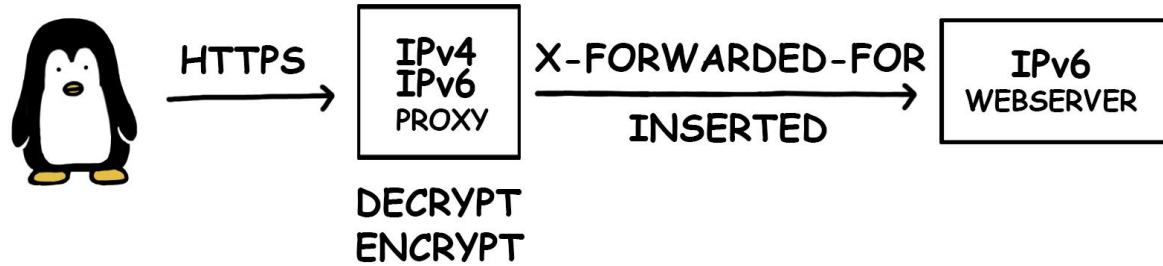 HTTPS
IPv4
IPv6
PROXY
DECRYPT
ENCRYPT
X-FORWARDED-FOR
INSERTED
IPv6
WEBSERVER